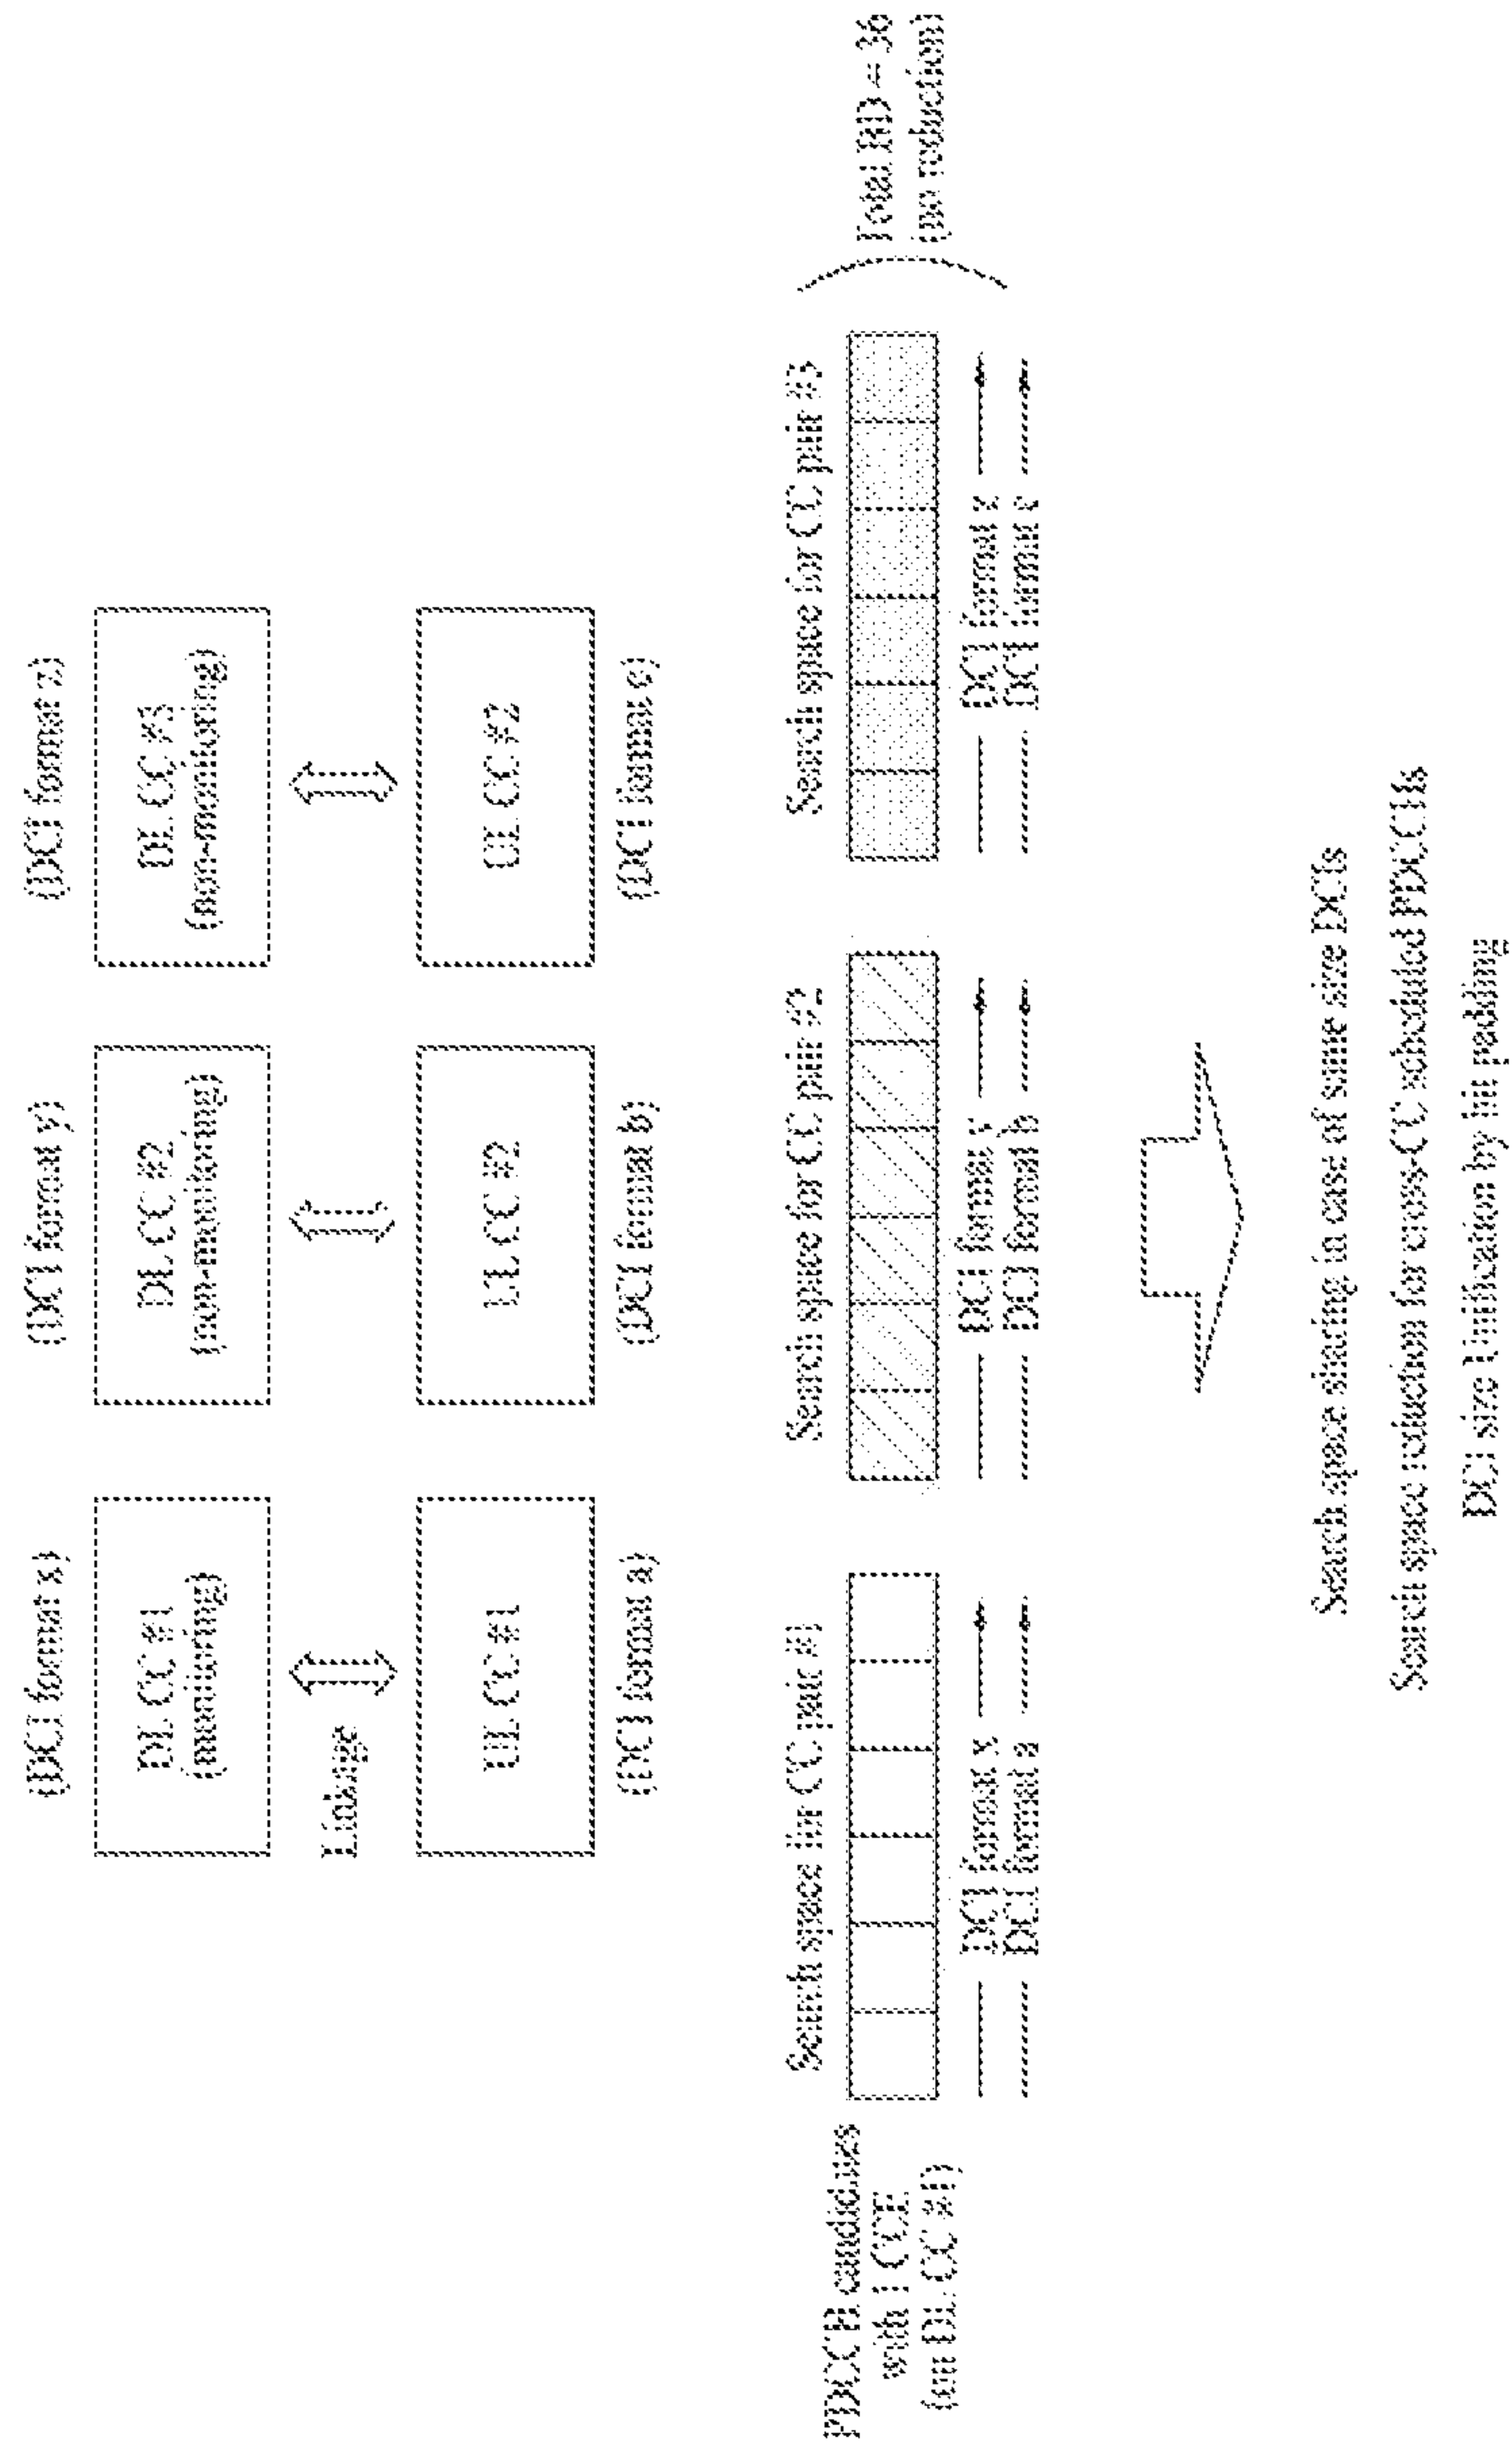 (DCI format x)
(DCI format y)
(DCI format z)
DL CC #1
(monitoring)
DL CC #2
(non-monitoring)
DL CC #3
(non-monitoring)
Linkage
UL CC #1
UL CC #2
UL CC #2
(DCI format a)
(DCI format b)
(DCI format c)
Search space for CC pair #1
Search space for CC pair #2
Search space for CC pair #3
PDCCH candidates
with 1 CCE
(on DL CC #1)
Total BD = 36
(no reduction)
DCI format x
DCI format a
DCI format y
DCI format b
DCI format z
DCI format c
Search space sharing in case of same size DCIs
Search space reduction for cross-CC scheduled PDCCHs
DCI size Unification by bit padding